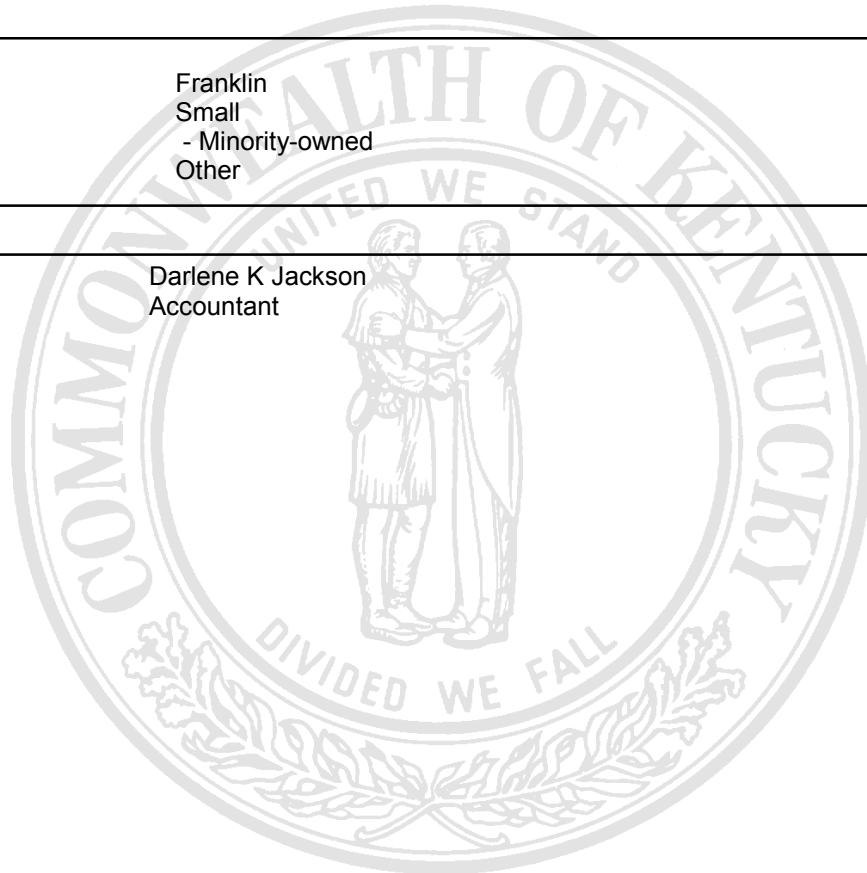 Franklin
Small
- Minority-owned
Other
Darlene K Jackson
Accountant
COMMONWEALTH OF KENTUCKY
UNITED WE STAND
DIVIDED WE FALL